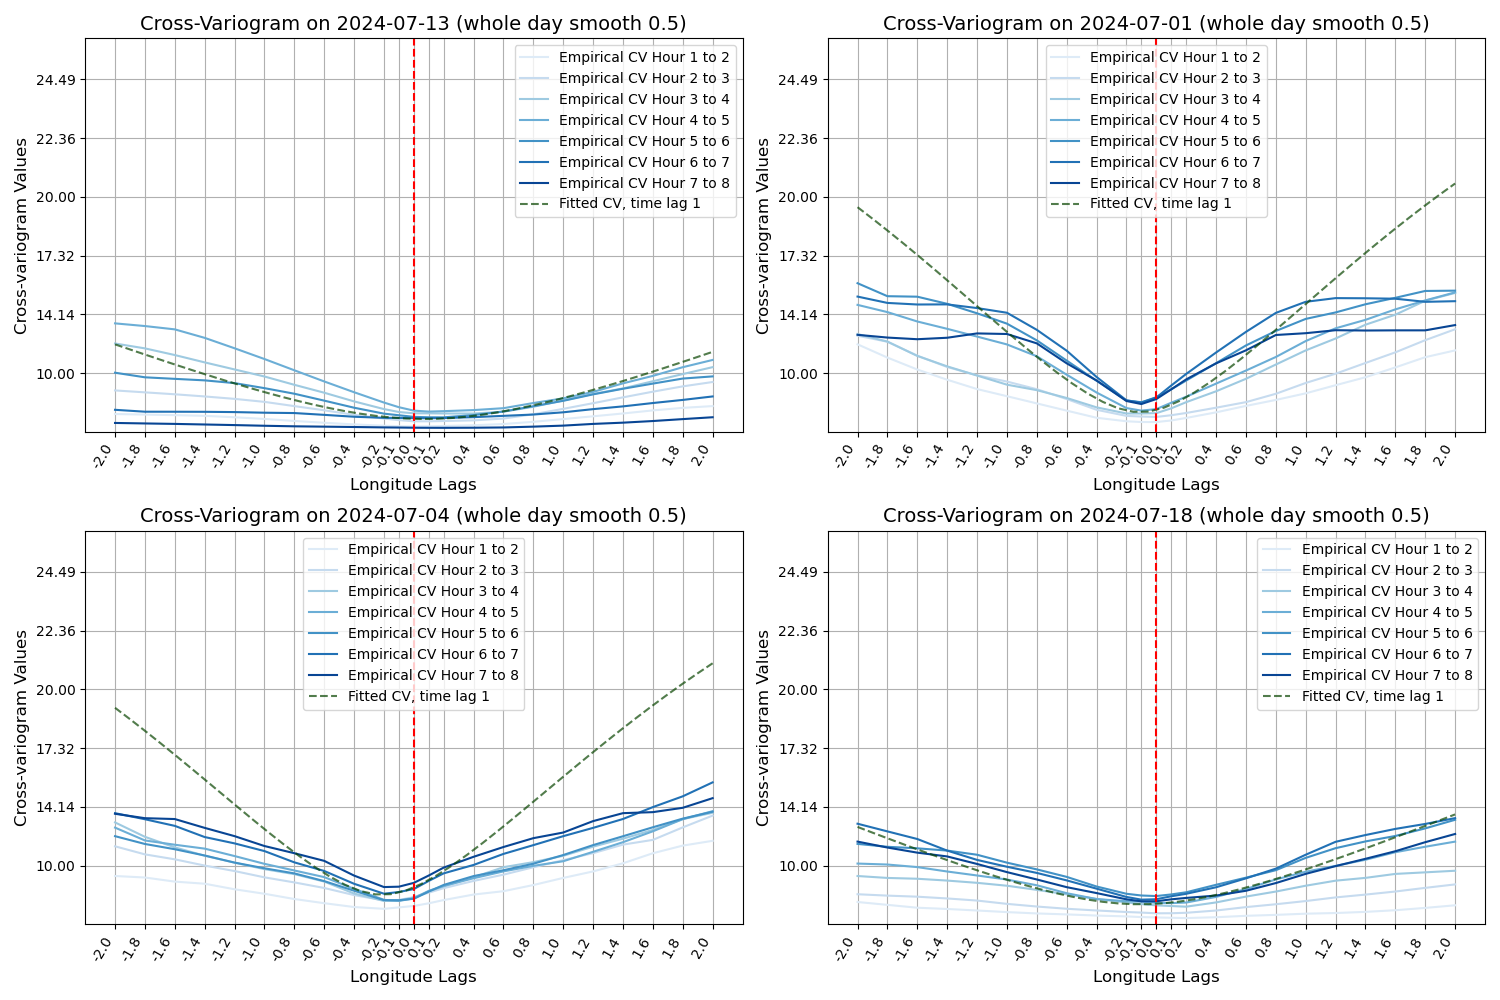 Cross-Variogram on 2024-07-13 (whole day smooth 0.5)
Cross-variogram Values
24.49
22.36
20.00
17.32
14.14
10.00
Empirical CV Hour 1 to 2
Empirical CV Hour 2 to 3
Empirical CV Hour 3 to 4
Empirical CV Hour 4 to 5
Empirical CV Hour 5 to 6
Empirical CV Hour 6 to 7
Empirical CV Hour 7 to 8
Fitted CV, time lag 1
-2.0 -1.8 -1.6 -1.4 -1.2 -1.0 -0.8 -0.6 -0.4 -0.2 -0.1 0.0 0.1 0.2 0.4 0.6 0.8 1.0 1.2 1.4 1.6 1.8 2.0
Longitude Lags
Cross-Variogram on 2024-07-01 (whole day smooth 0.5)
Cross-variogram Values
24.49
22.36
20.00
17.32
14.14
10.00
Empirical CV Hour 1 to 2
Empirical CV Hour 2 to 3
Empirical CV Hour 3 to 4
Empirical CV Hour 4 to 5
Empirical CV Hour 5 to 6
Empirical CV Hour 6 to 7
Empirical CV Hour 7 to 8
Fitted CV, time lag 1
-2.0 -1.8 -1.6 -1.4 -1.2 -1.0 -0.8 -0.6 -0.4 -0.2 -0.1 0.0 0.1 0.2 0.4 0.6 0.8 1.0 1.2 1.4 1.6 1.8 2.0
Longitude Lags
Cross-Variogram on 2024-07-04 (whole day smooth 0.5)
Cross-variogram Values
24.49
22.36
20.00
17.32
14.14
10.00
Empirical CV Hour 1 to 2
Empirical CV Hour 2 to 3
Empirical CV Hour 3 to 4
Empirical CV Hour 4 to 5
Empirical CV Hour 5 to 6
Empirical CV Hour 6 to 7
Empirical CV Hour 7 to 8
Fitted CV, time lag 1
-2.0 -1.8 -1.6 -1.4 -1.2 -1.0 -0.8 -0.6 -0.4 -0.2 -0.1 0.0 0.1 0.2 0.4 0.6 0.8 1.0 1.2 1.4 1.6 1.8 2.0
Longitude Lags
Cross-Variogram on 2024-07-18 (whole day smooth 0.5)
Cross-variogram Values
24.49
22.36
20.00
17.32
14.14
10.00
Empirical CV Hour 1 to 2
Empirical CV Hour 2 to 3
Empirical CV Hour 3 to 4
Empirical CV Hour 4 to 5
Empirical CV Hour 5 to 6
Empirical CV Hour 6 to 7
Empirical CV Hour 7 to 8
Fitted CV, time lag 1
-2.0 -1.8 -1.6 -1.4 -1.2 -1.0 -0.8 -0.6 -0.4 -0.2 -0.1 0.0 0.1 0.2 0.4 0.6 0.8 1.0 1.2 1.4 1.6 1.8 2.0
Longitude Lags